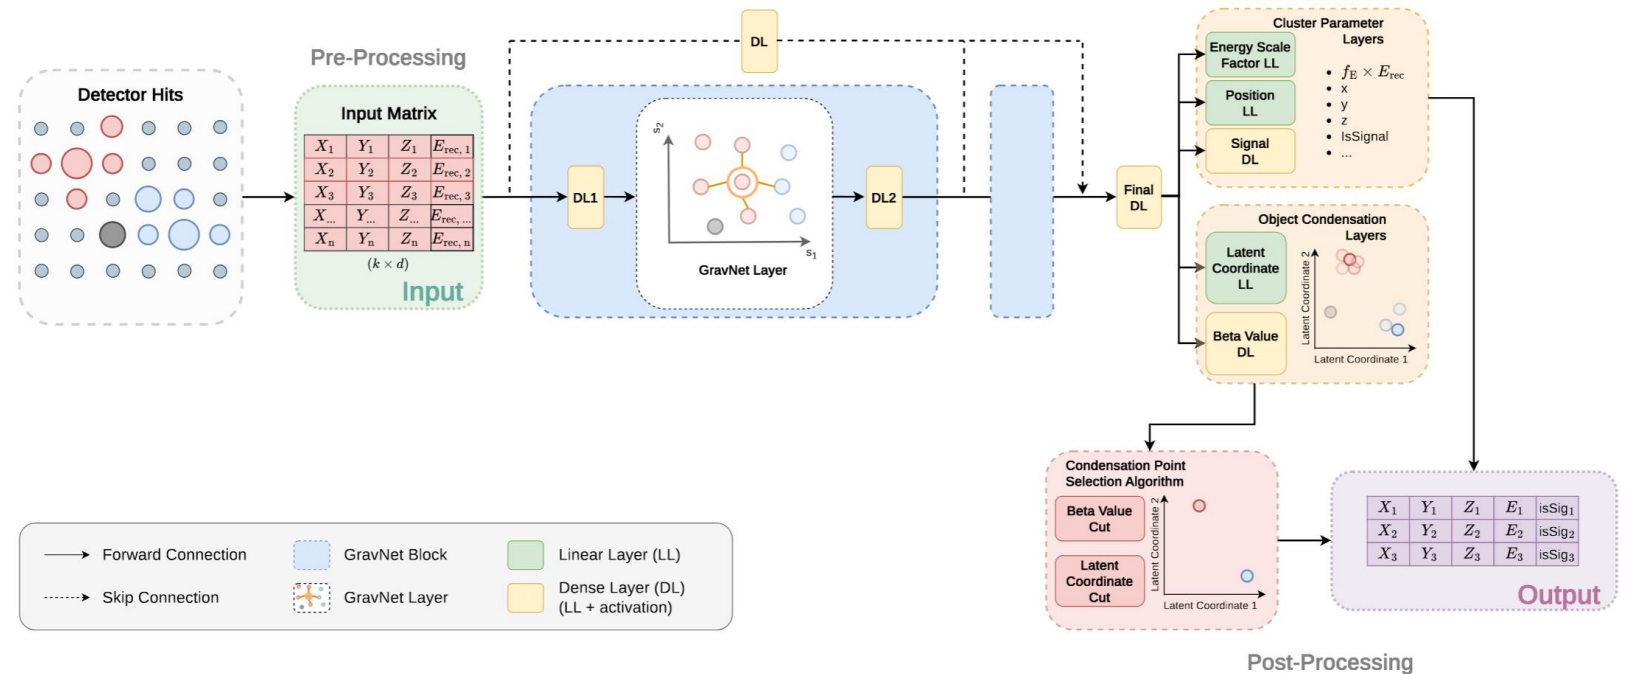 Pre-Processing
Detector Hits
Input Matrix
X1 Y1 Z1 Erec, 1
X2 Y2 Z2 Erec, 2
X3 Y3 Z3 Erec, 3
X... Y... Z... Erec, ...
Xn Yn Zn Erec, n
(k × d)
Input
DL
DL1
s2
s1
GravNet Layer
DL2
Final
DL
Cluster Parameter
Layers
Energy Scale
Factor LL
Position
LL
Signal
DL
• fE × Erec
• x
• y
• z
• IsSignal
• ...
Object Condensation
Layers
Latent
Coordinate
LL
Beta Value
DL
Latent Coordinate 2
Latent Coordinate 1
Condensation Point
Selection Algorithm
Beta Value
Cut
Latent
Coordinate
Cut
Latent Coordinate 2
Latent Coordinate 1
X1 Y1 Z1 E1 isSig1
X2 Y2 Z2 E2 isSig2
X3 Y3 Z3 E3 isSig3
Output
Post-Processing
Forward Connection
Skip Connection
GravNet Block
GravNet Layer
Linear Layer (LL)
Dense Layer (DL)
(LL + activation)